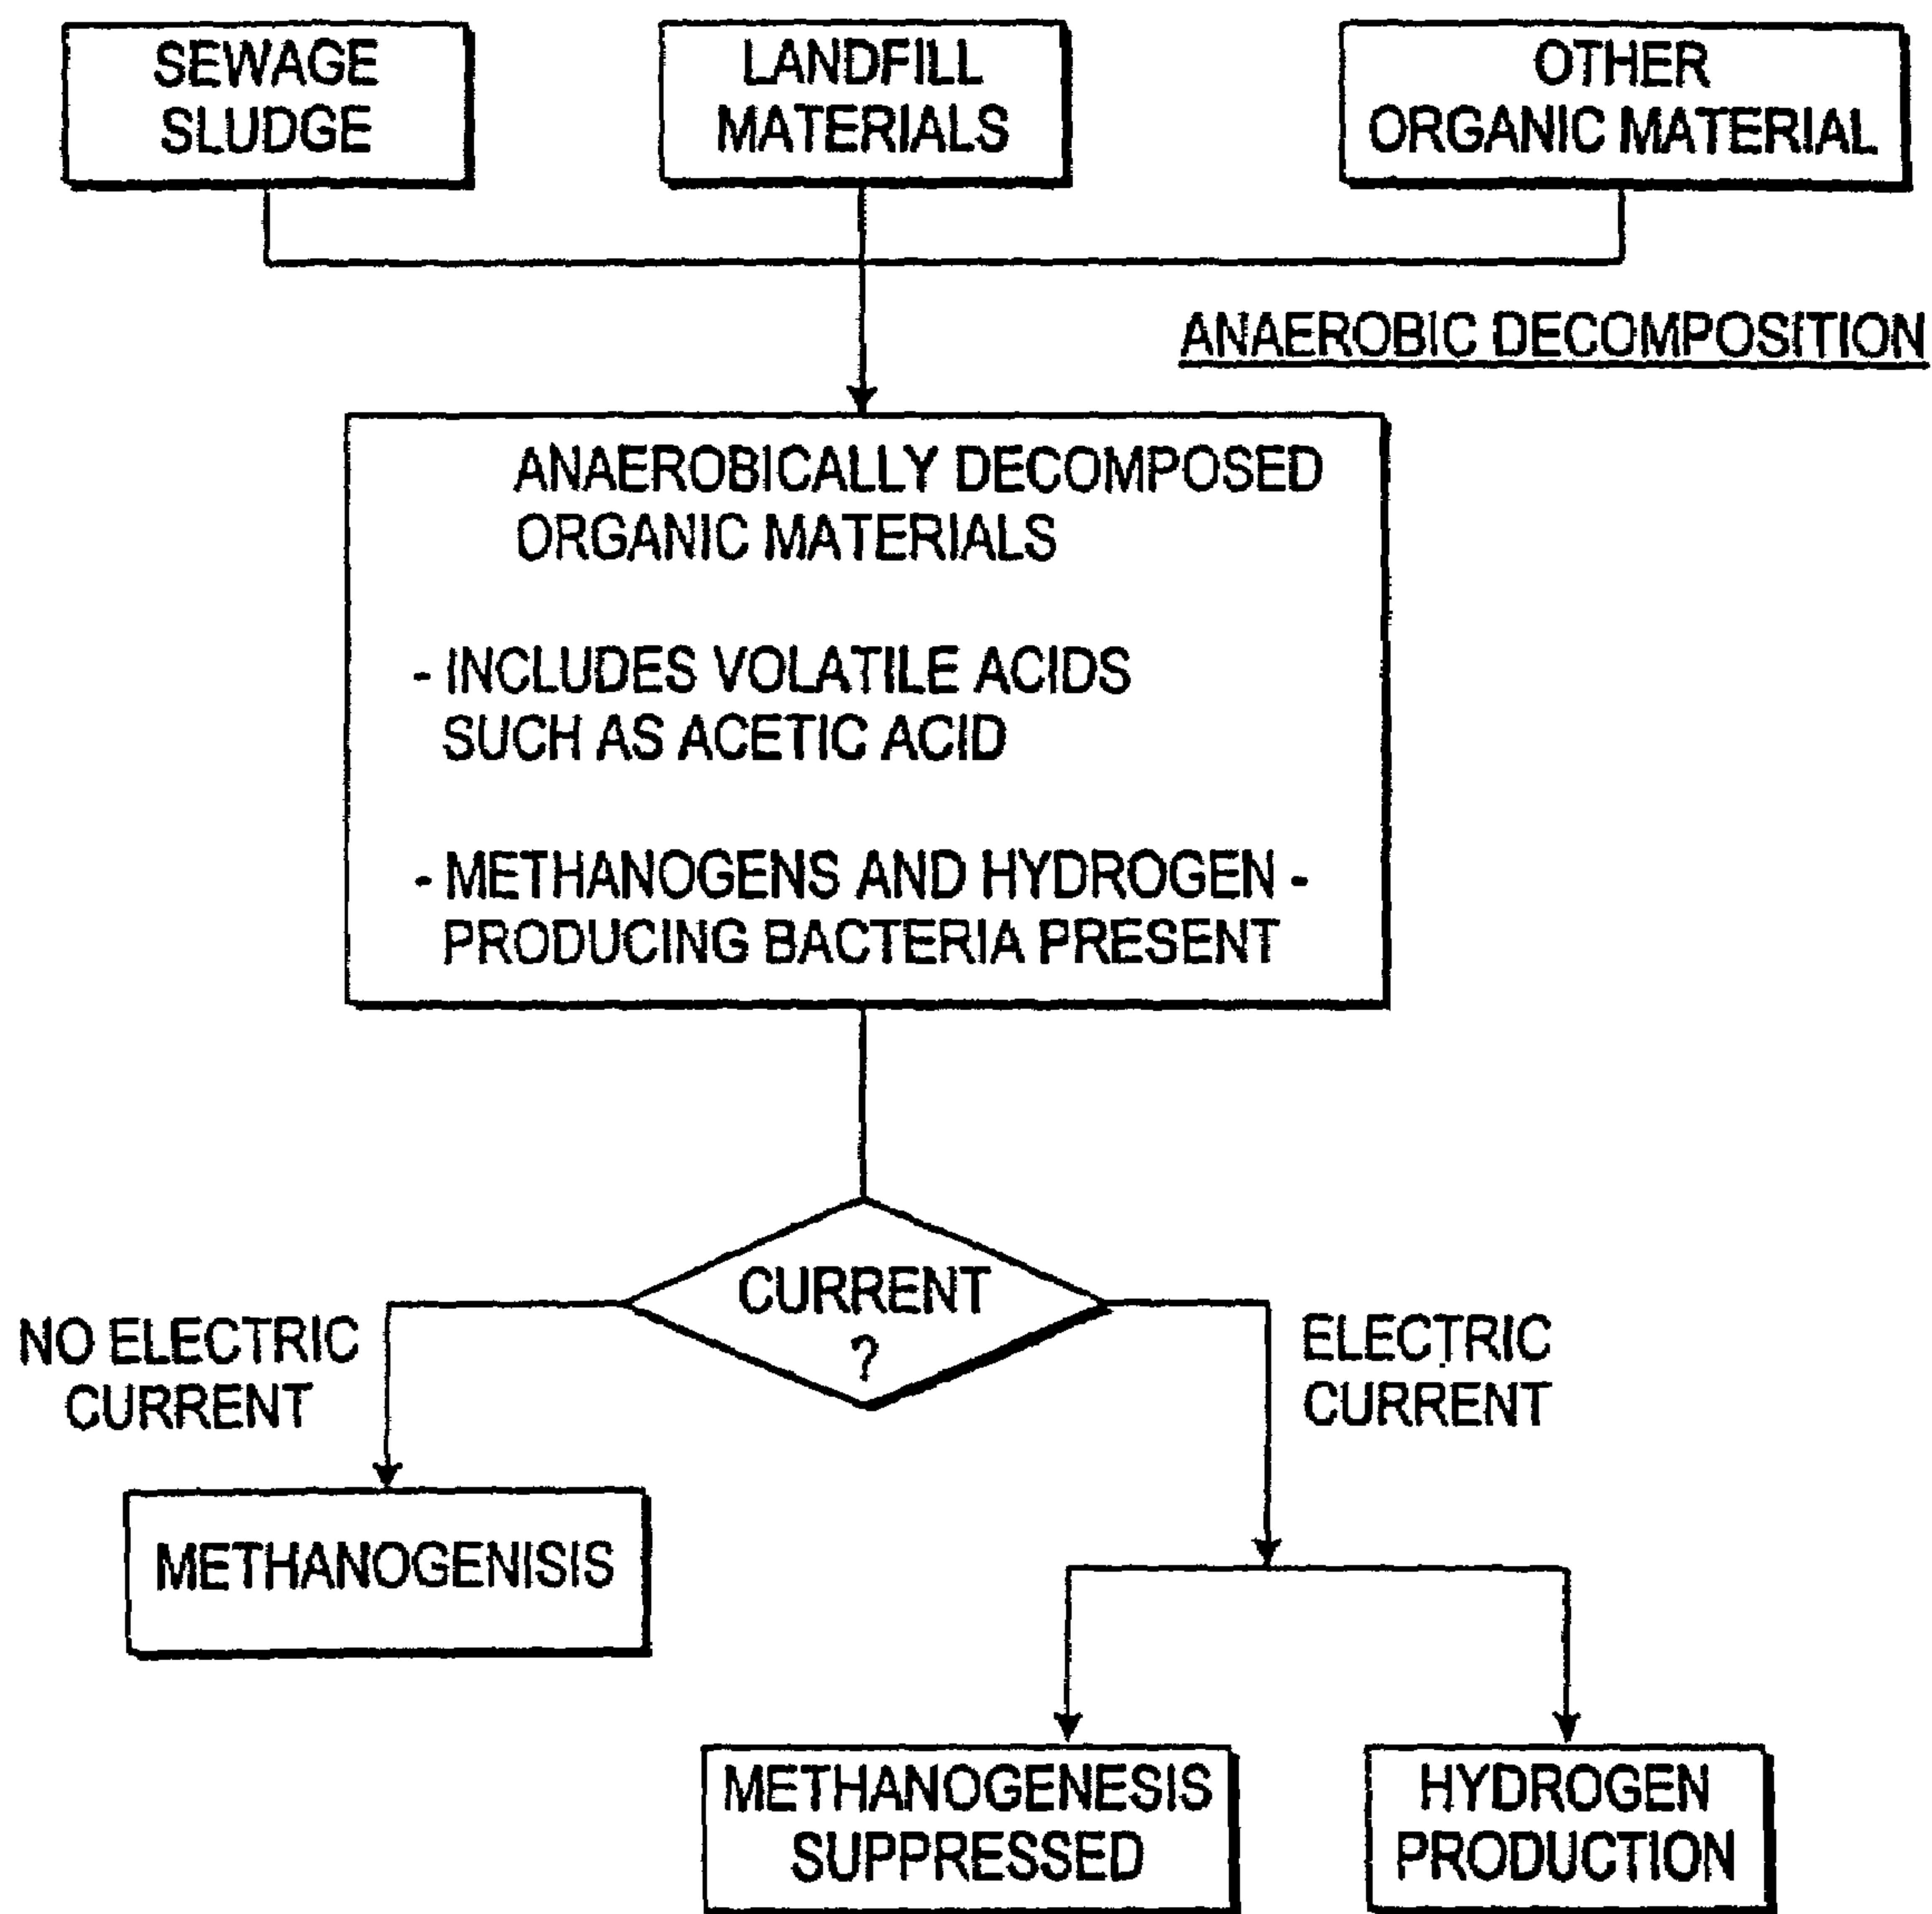 SEWAGE
SLUDGE
LANDFILL
MATERIALS
OTHER
ORGANIC MATERIAL
ANAEROBIC DECOMPOSITION
ANAEROBICALLY DECOMPOSED
ORGANIC MATERIALS
- INCLUDES VOLATILE ACIDS
SUCH AS ACETIC ACID
- METHANOGENS AND HYDROGEN -
PRODUCING BACTERIA PRESENT
CURRENT
?
NO ELECTRIC
CURRENT
ELECTRIC
CURRENT
METHANOGENISIS
METHANOGENESIS
SUPPRESSED
HYDROGEN
PRODUCTION